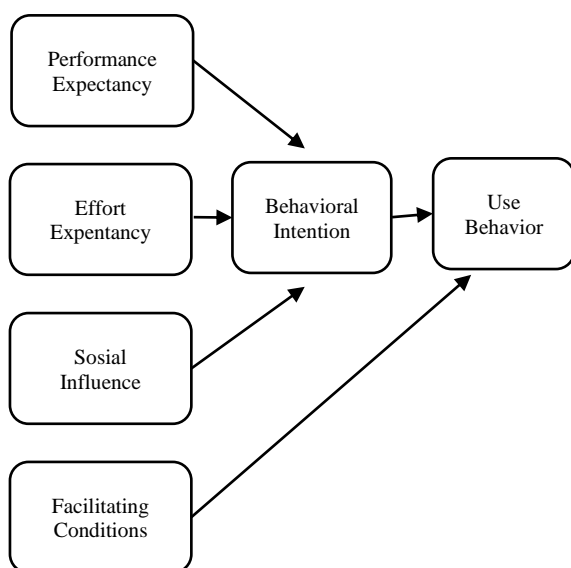 Performance
Expectancy
Effort
Expentancy
Behavioral
Intention
Use
Behavior
Sosial
Influence
Facilitating
Conditions